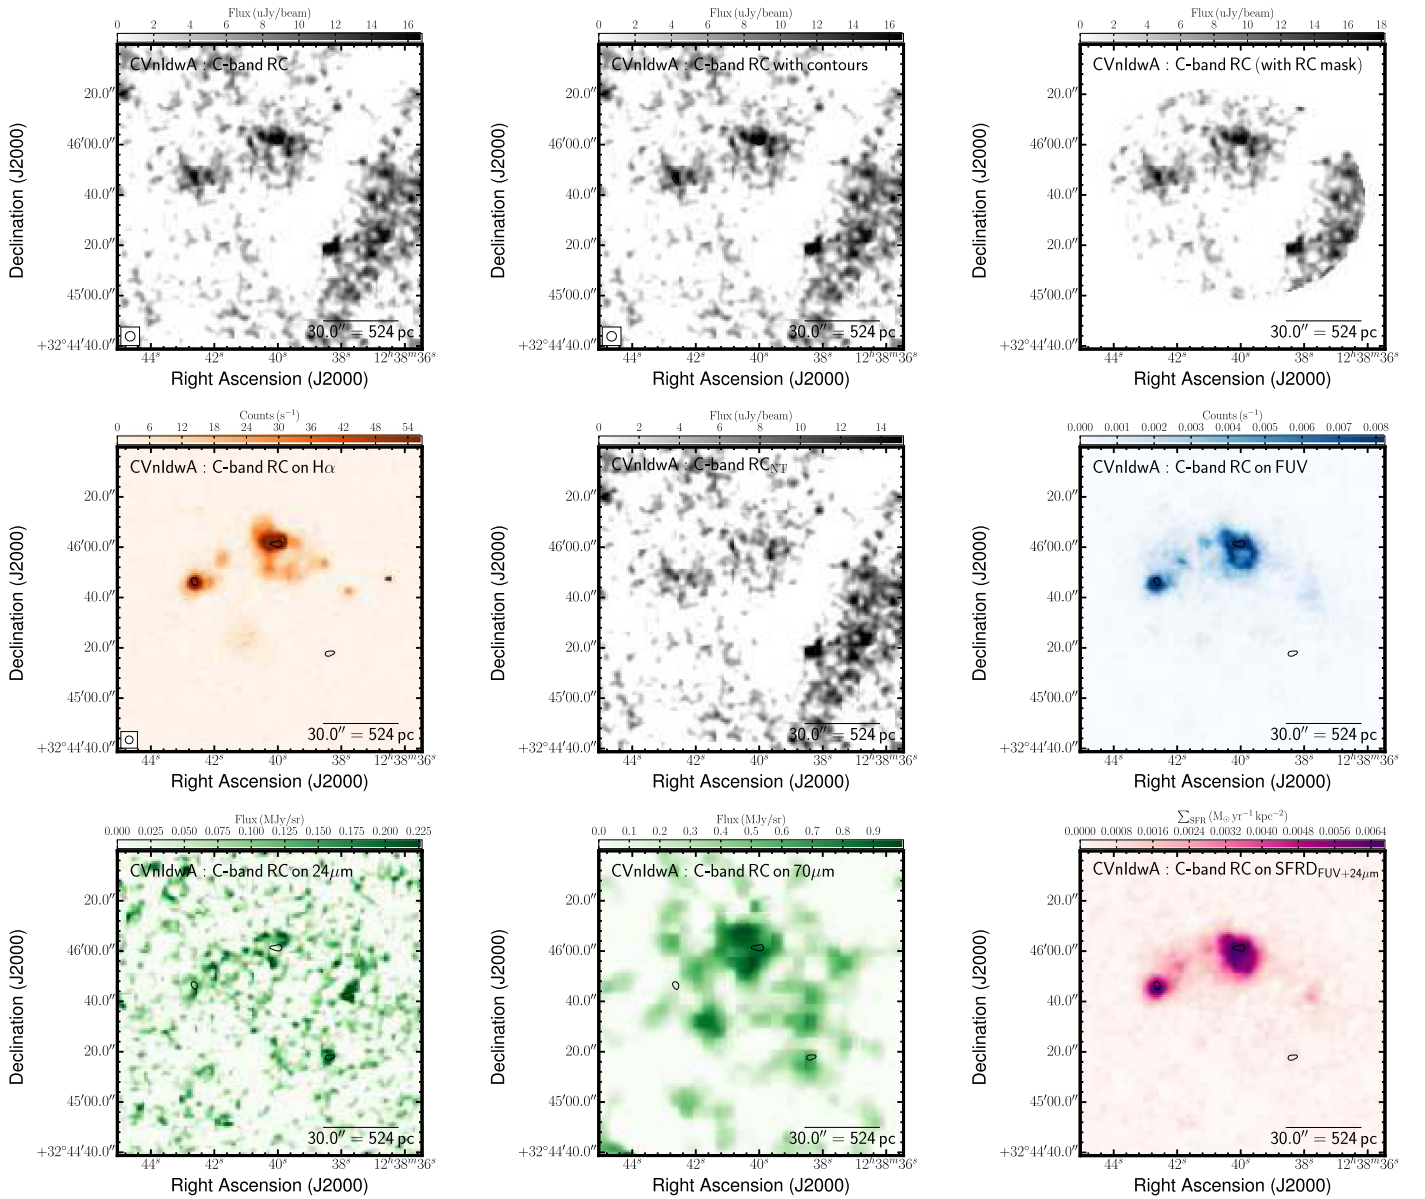 Flux (uJy/beam)
0 2 4 6 8 10 12 14 16
CVnIdwA : C-band RC
20.0″
46′00.0″
40.0″
20.0″
45′00.0″
+32°44′40.0″
30.0″ = 524 pc
44ˢ 42ˢ 40ˢ 38ˢ 12ʰ38ᵐ36ˢ
Right Ascension (J2000)
Declination (J2000)
Flux (uJy/beam)
0 2 4 6 8 10 12 14 16
CVnIdwA : C-band RC with contours
20.0″
46′00.0″
40.0″
20.0″
45′00.0″
+32°44′40.0″
30.0″ = 524 pc
44ˢ 42ˢ 40ˢ 38ˢ 12ʰ38ᵐ36ˢ
Right Ascension (J2000)
Declination (J2000)
Flux (uJy/beam)
0 2 4 6 8 10 12 14 16 18
CVnIdwA : C-band RC (with RC mask)
20.0″
46′00.0″
40.0″
20.0″
45′00.0″
+32°44′40.0″
30.0″ = 524 pc
44ˢ 42ˢ 40ˢ 38ˢ 12ʰ38ᵐ36ˢ
Right Ascension (J2000)
Declination (J2000)
Counts (s⁻¹)
0 6 12 18 24 30 36 42 48 54
CVnIdwA : C-band RC on Hα
20.0″
46′00.0″
40.0″
20.0″
45′00.0″
+32°44′40.0″
30.0″ = 524 pc
44ˢ 42ˢ 40ˢ 38ˢ 12ʰ38ᵐ36ˢ
Right Ascension (J2000)
Declination (J2000)
Flux (uJy/beam)
0 2 4 6 8 10 12 14
CVnIdwA : C-band RC_NT
20.0″
46′00.0″
40.0″
20.0″
45′00.0″
+32°44′40.0″
30.0″ = 524 pc
44ˢ 42ˢ 40ˢ 38ˢ 12ʰ38ᵐ36ˢ
Right Ascension (J2000)
Declination (J2000)
Counts (s⁻¹)
0.000 0.001 0.002 0.003 0.004 0.005 0.006 0.007 0.008
CVnIdwA : C-band RC on FUV
20.0″
46′00.0″
40.0″
20.0″
45′00.0″
+32°44′40.0″
30.0″ = 524 pc
44ˢ 42ˢ 40ˢ 38ˢ 12ʰ38ᵐ36ˢ
Right Ascension (J2000)
Declination (J2000)
Flux (MJy/sr)
0.000 0.025 0.050 0.075 0.100 0.125 0.150 0.175 0.200 0.225
CVnIdwA : C-band RC on 24μm
20.0″
46′00.0″
40.0″
20.0″
45′00.0″
+32°44′40.0″
30.0″ = 524 pc
44ˢ 42ˢ 40ˢ 38ˢ 12ʰ38ᵐ36ˢ
Right Ascension (J2000)
Declination (J2000)
Flux (MJy/sr)
0.0 0.1 0.2 0.3 0.4 0.5 0.6 0.7 0.8 0.9
CVnIdwA : C-band RC on 70μm
20.0″
46′00.0″
40.0″
20.0″
45′00.0″
+32°44′40.0″
30.0″ = 524 pc
44ˢ 42ˢ 40ˢ 38ˢ 12ʰ38ᵐ36ˢ
Right Ascension (J2000)
Declination (J2000)
∑_SFR (M_⊙ yr⁻¹ kpc⁻²)
0.0000 0.0008 0.0016 0.0024 0.0032 0.0040 0.0048 0.0056 0.0064
CVnIdwA : C-band RC on SFRD_FUV+24μm
20.0″
46′00.0″
40.0″
20.0″
45′00.0″
+32°44′40.0″
30.0″ = 524 pc
44ˢ 42ˢ 40ˢ 38ˢ 12ʰ38ᵐ36ˢ
Right Ascension (J2000)
Declination (J2000)